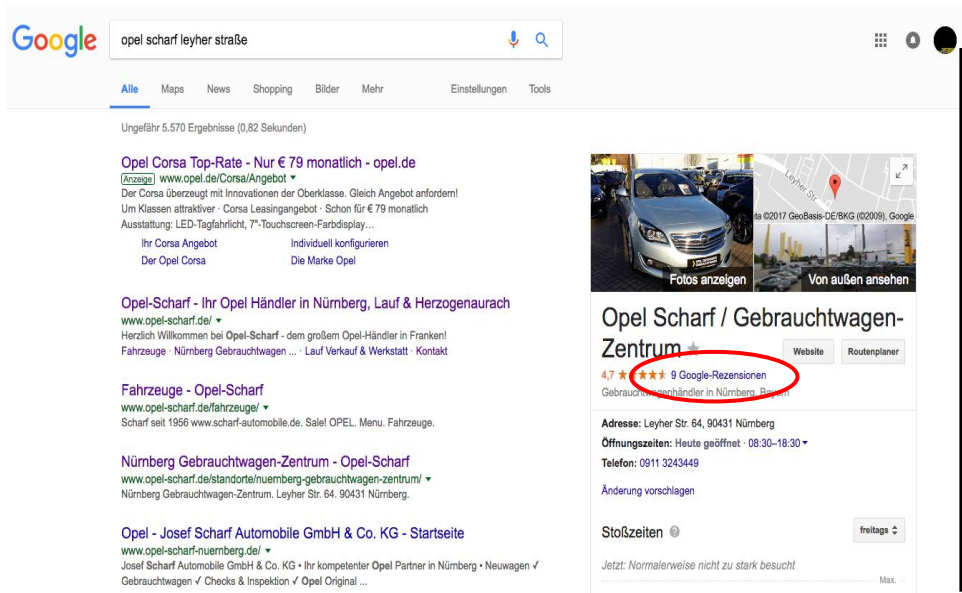 Google
opel scharf leyher straße
Alle Maps News Shopping Bilder Mehr Einstellungen Tools
Ungefähr 5.570 Ergebnisse (0,82 Sekunden)
Opel Corsa Top-Rate - Nur € 79 monatlich - opel.de
Anzeige www.opel.de/Corsa/Angebot
Der Corsa überzeugt mit Innovationen der Oberklasse. Gleich Angebot anfordern!
Um Klassen attraktiver · Corsa Leasingangebot · Schon für € 79 monatlich
Ausstattung: LED-Tagfahrlicht, 7"-Touchscreen-Farbdisplay…
Ihr Corsa Angebot Individuell konfigurieren
Der Opel Corsa Die Marke Opel
Opel-Scharf - Ihr Opel Händler in Nürnberg, Lauf & Herzogenaurach
www.opel-scharf.de/
Herzlich Willkommen bei Opel-Scharf - dem großem Opel-Händler in Franken!
Fahrzeuge · Nürnberg Gebrauchtwagen ... · Lauf Verkauf & Werkstatt · Kontakt
Fahrzeuge - Opel-Scharf
www.opel-scharf.de/fahrzeuge/
Scharf seit 1956 www.scharf-automobile.de. Sale! OPEL. Menu. Fahrzeuge.
Nürnberg Gebrauchtwagen-Zentrum - Opel-Scharf
www.opel-scharf.de/standorte/nuernberg-gebrauchtwagen-zentrum/
Nürnberg Gebrauchtwagen-Zentrum. Leyher Str. 64. 90431 Nürnberg.
Opel - Josef Scharf Automobile GmbH & Co. KG - Startseite
www.opel-scharf-nuernberg.de/
Josef Scharf Automobile GmbH & Co. KG • Ihr kompetenter Opel Partner in Nürnberg • Neuwagen ✓
Gebrauchtwagen ✓ Checks & Inspektion ✓ Opel Original ...
Leyher Str.
ta ©2017 GeoBasis-DE/BKG (©2009), Google
Fotos anzeigen
Von außen ansehen
Opel Scharf / Gebrauchtwagen-
Zentrum
Website Routenplaner
4,7 9 Google-Rezensionen
Gebrauchtwagenhändler in Nürnberg, Bayern
Adresse: Leyher Str. 64, 90431 Nürnberg
Öffnungszeiten: Heute geöffnet · 08:30–18:30
Telefon: 0911 3243449
Änderung vorschlagen
Stoßzeiten freitags
Jetzt: Normalerweise nicht zu stark besucht
Max.